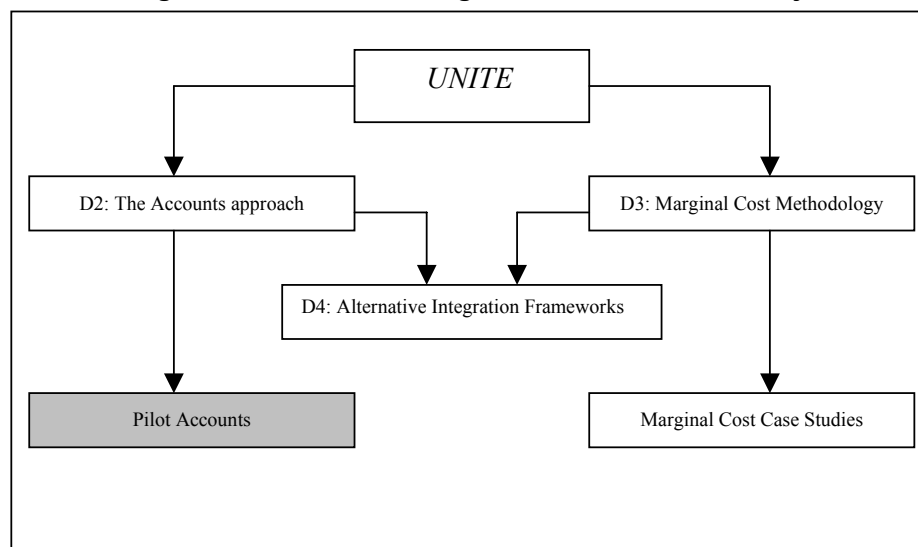 UNITE
D2: The Accounts approach
D3: Marginal Cost Methodology
D4: Alternative Integration Frameworks
Pilot Accounts
Marginal Cost Case Studies